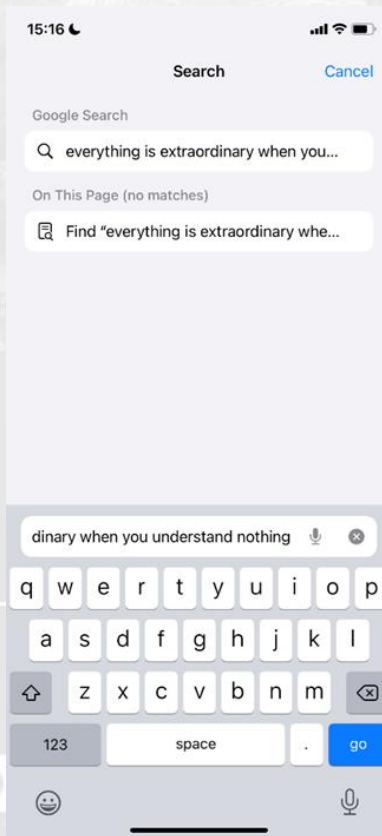 15:16
Search
Cancel
Google Search
everything is extraordinary when you...
On This Page (no matches)
Find “everything is extraordinary whe...
dinary when you understand nothing
q w e r t y u i o p
a s d f g h j k l
z x c v b n m
123 space . go